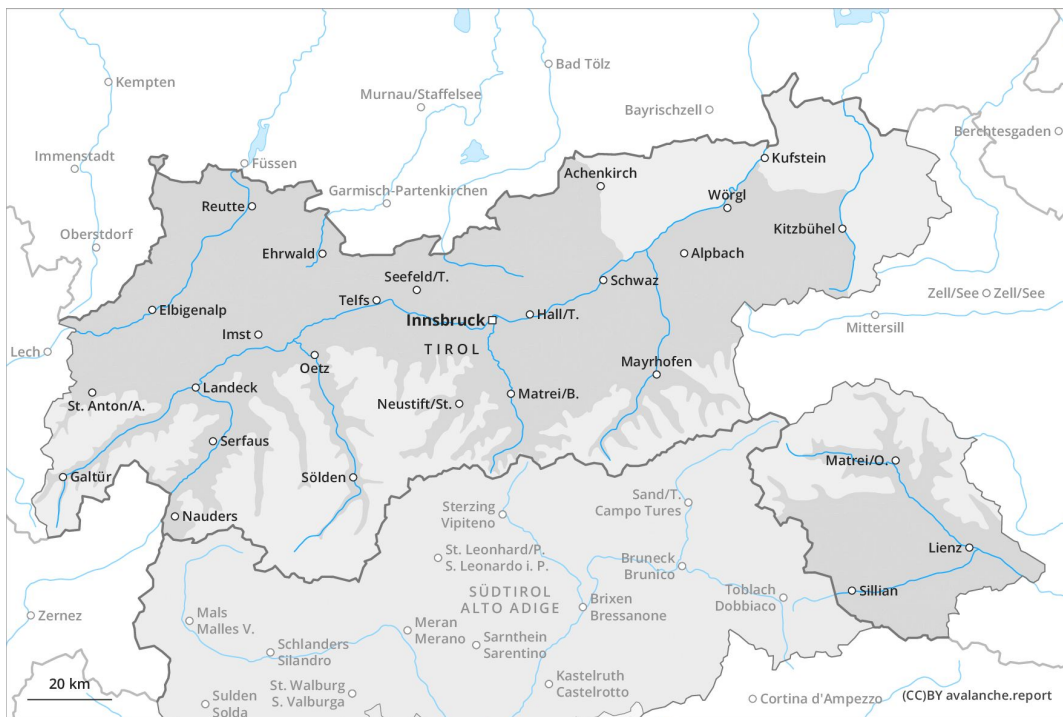 Kempten
Bad Tölz
Murnau/Staffelsee
Bayrischzell
Berchtesgaden
Immenstadt
Füssen
Kufstein
Achenkirch
Garmisch-Partenkirchen
Reutte
Wörgl
Kitzbühel
Oberstdorf
Ehrwald
Alpbach
Seefeld/T.
Schwaz
Zell/See
Zell/See
Telfs
Elbigenalp
Innsbruck
Hall/T.
Mittersill
Imst
TIROL
Lech
Oetz
Mayrhofen
Landeck
St. Anton/A.
Neustift/St.
Matrei/B.
Serfaus
Matrei/O.
Galtür
Sölden
Sand/T.
Campo Tures
Sterzing
Vipiteno
Nauders
Lienz
St. Leonhard/P.
S. Leonardo i. P.
Bruneck
Brunico
SÜDTIROL
ALTO ADIGE
Toblach
Dobbiaco
Sillian
Brixen
Bressanone
Zernez
Mals
Malles V.
Meran
Merano
Sarnthein
Sarentino
Schlanders
Silandro
20 km
St. Walburg
S. Valburga
Kastelruth
Castelrotto
Sulden
Solda
Cortina d'Ampezzo
(CC)BY avalanche.report